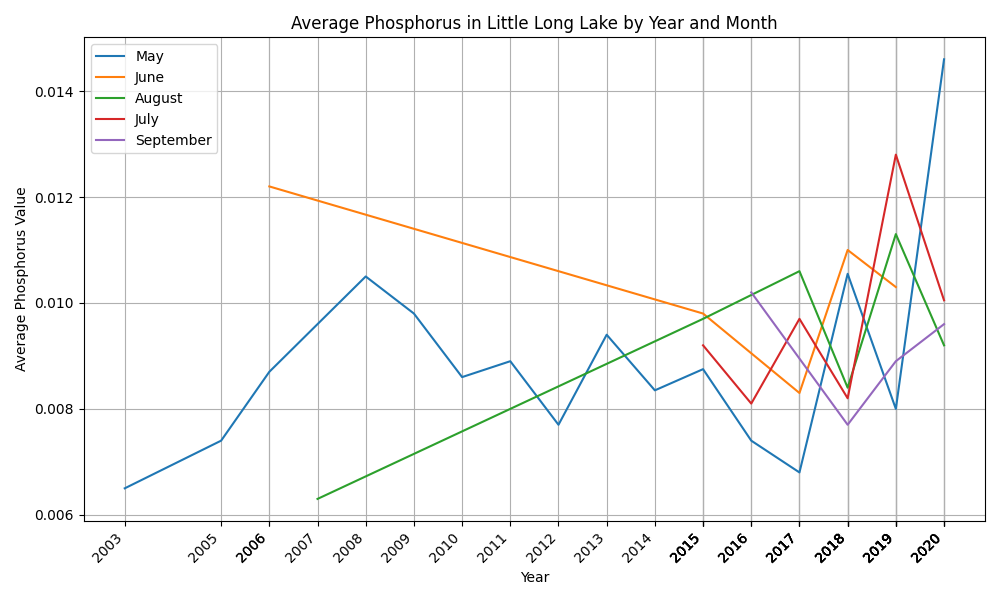 Average Phosphorus in Little Long Lake by Year and Month
May
June
August
July
September
Average Phosphorus Value
0.014
0.012
0.010
0.008
0.006
2003
2005
2006
2007
2008
2009
2010
2011
2012
2013
2014
2015
2016
2017
2018
2019
2020
Year